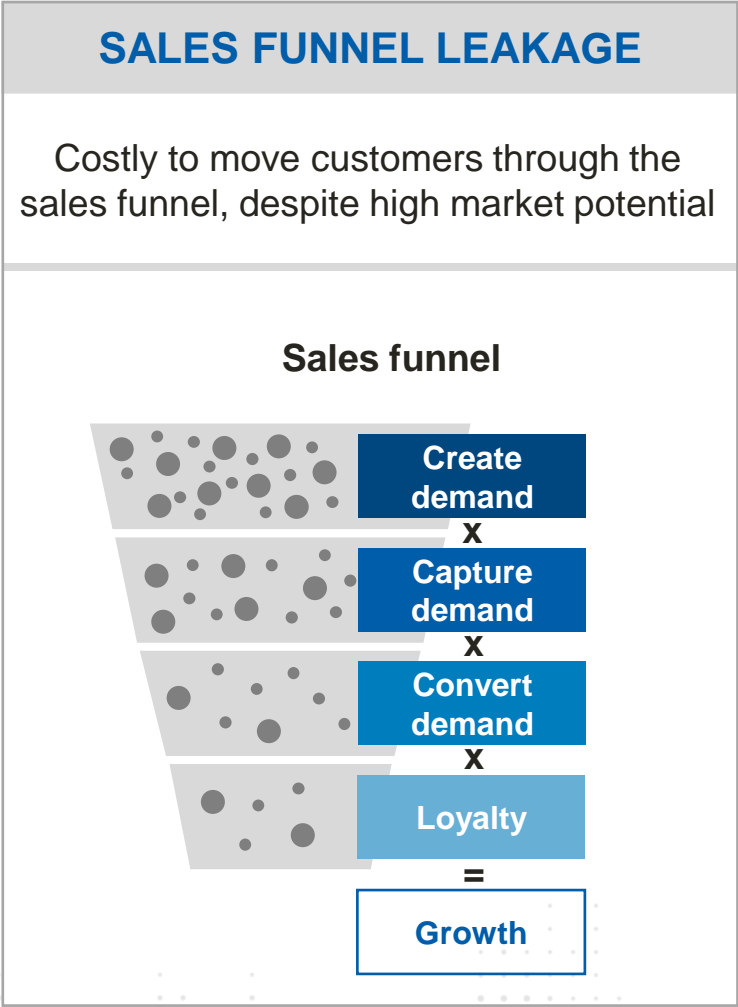 SALES FUNNEL LEAKAGE
Costly to move customers through the
sales funnel, despite high market potential
Sales funnel
Create
demand
x
Capture
demand
x
Convert
demand
x
Loyalty
=
Growth